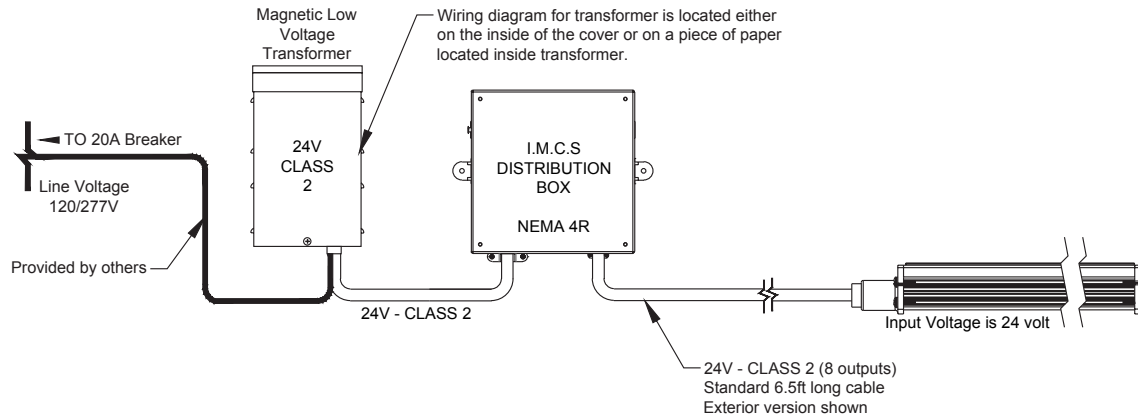 Magnetic Low
Voltage
Transformer
Wiring diagram for transformer is located either
on the inside of the cover or on a piece of paper
located inside transformer.
TO 20A Breaker
Line Voltage
120/277V
Provided by others
24V
CLASS
2
I.M.C.S
DISTRIBUTION
BOX
NEMA 4R
24V - CLASS 2
Input Voltage is 24 volt
24V - CLASS 2 (8 outputs)
Standard 6.5ft long cable
Exterior version shown